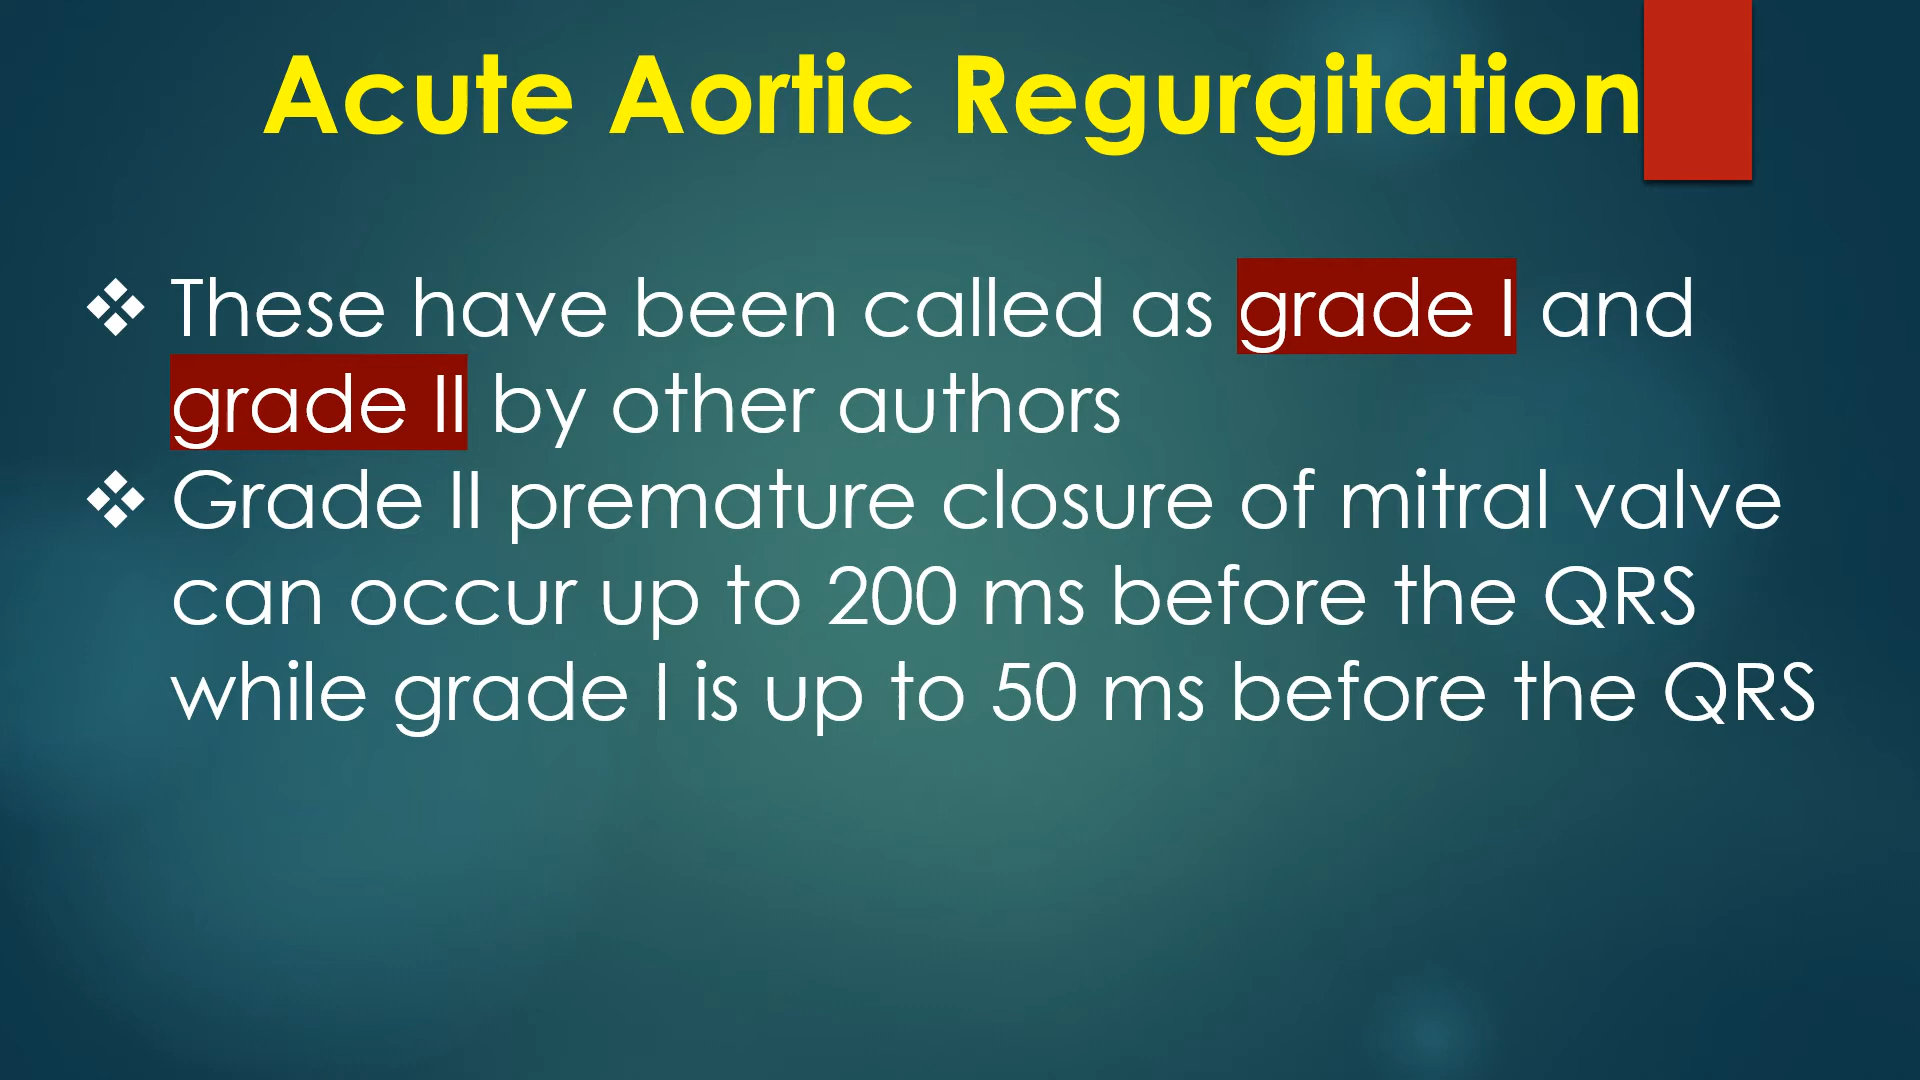 Acute Aortic Regurgitation
❖ These have been called as grade I and
grade II by other authors
❖ Grade II premature closure of mitral valve
can occur up to 200 ms before the QRS
while grade I is up to 50 ms before the QRS